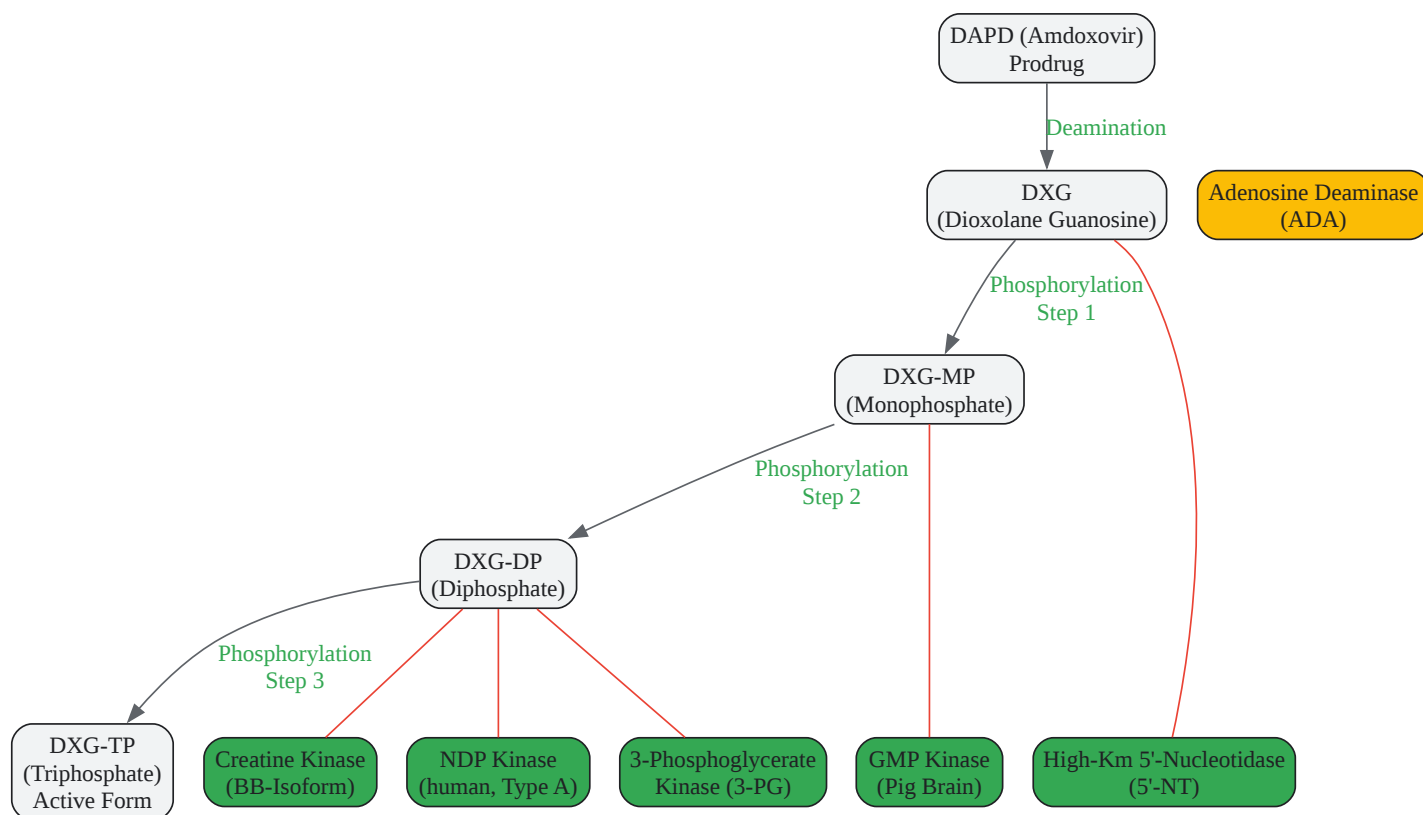 DAPD (Amdoxovir)
Prodrug
Deamination
DXG
(Dioxolane Guanosine)
Adenosine Deaminase
(ADA)
Phosphorylation
Step 1
DXG-MP
(Monophosphate)
Phosphorylation
Step 2
DXG-DP
(Diphosphate)
Phosphorylation
Step 3
DXG-TP
(Triphosphate)
Active Form
Creatine Kinase
(BB-Isoform)
NDP Kinase
(human, Type A)
3-Phosphoglycerate
Kinase (3-PG)
GMP Kinase
(Pig Brain)
High-Km 5'-Nucleotidase
(5'-NT)